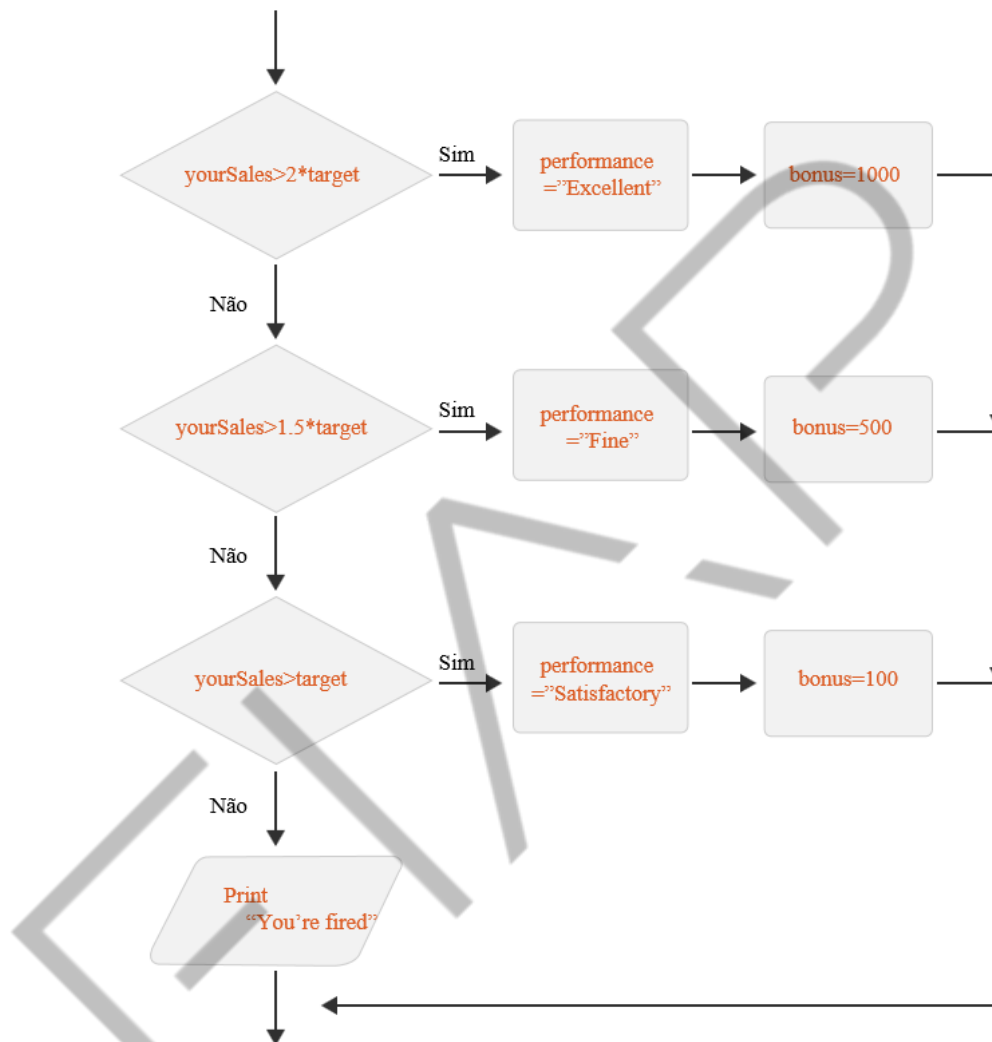 yourSales>2*target
Sim
performance
=”Excellent”
bonus=1000
Não
yourSales>1.5*target
Sim
performance
=”Fine”
bonus=500
Não
yourSales>target
Sim
performance
=”Satisfactory”
bonus=100
Não
Print
“You’re fired”